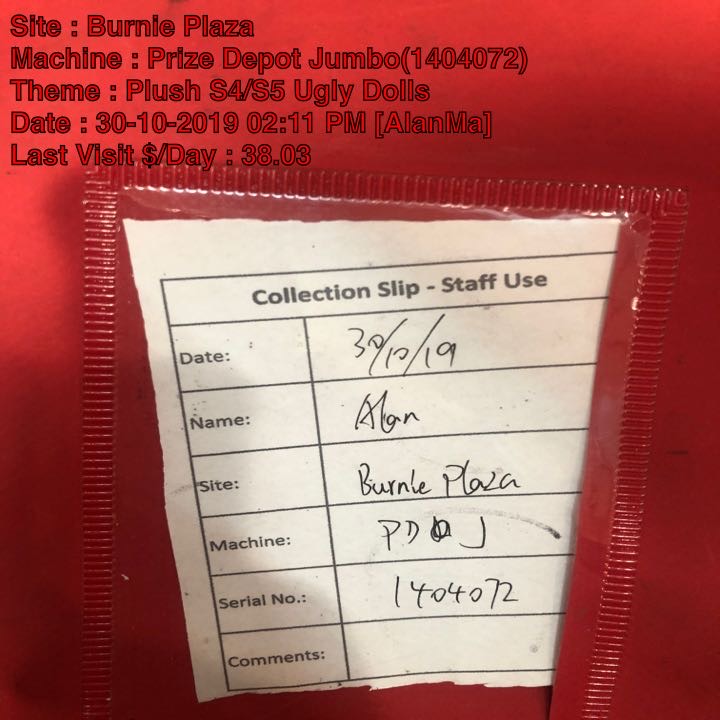 Site : Burnie Plaza
Machine : Prize Depot Jumbo(1404072)
Theme : Plush S4/S5 Ugly Dolls
Date : 30-10-2019 02:11 PM [AlanMa]
Last Visit $/Day : 38.03
Collection Slip - Staff Use
Date: 30/10/19
Name: Alan
Site: Burnie Plaza
Machine: PD J
Serial No.: 1404072
Comments: